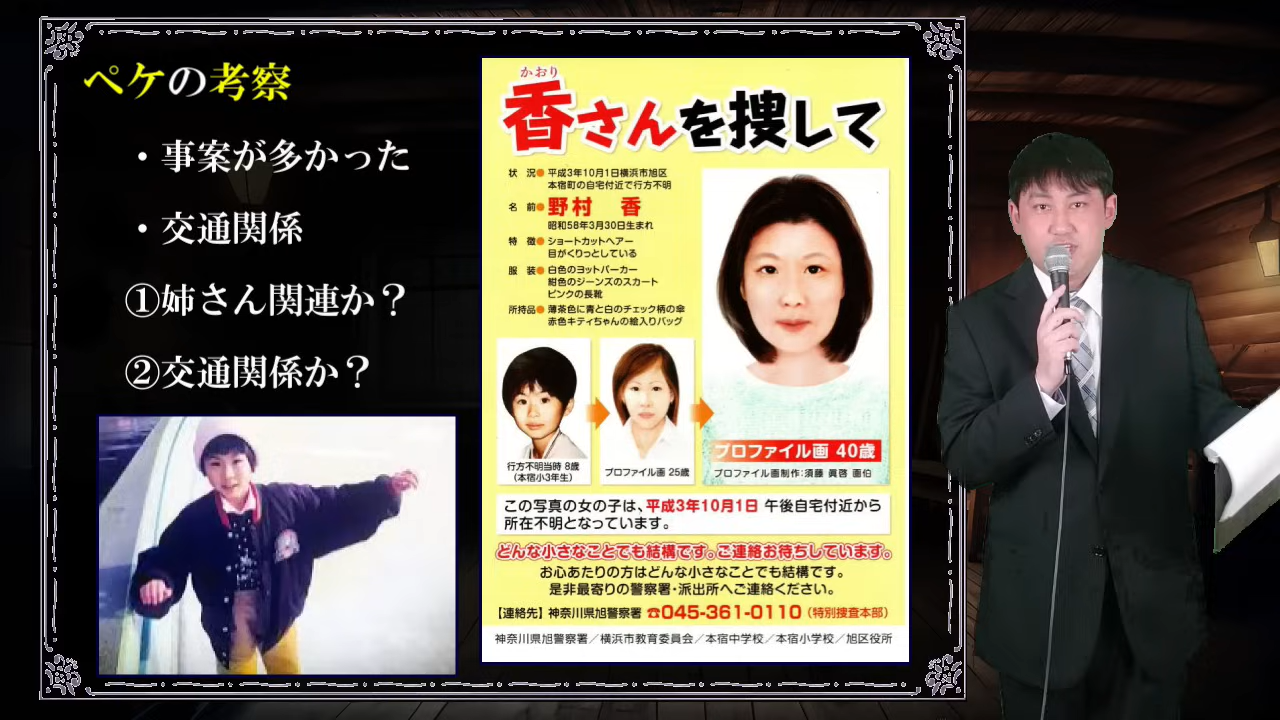 ペケの考察
・事案が多かった
・交通関係
①姉さん関連か？
②交通関係か？
かおり
香さんを捜して
状 況●平成3年10月1日横浜市旭区
本宿町の自宅付近で行方不明
名 前●野村 香
昭和58年3月30日生まれ
特 徴●ショートカットヘアー
目がくりっとしている
服 装●白色のヨットパーカー
紺色のジーンズのスカート
ピンクの長靴
所持品●薄茶色に青と白のチェック柄の傘
赤色キティちゃんの絵入りバッグ
行方不明当時 8歳
（本宿小3年生）
プロファイル画 25歳
プロファイル画 40歳
プロファイル画制作：須藤 眞啓 画伯
この写真の女の子は、平成3年10月1日 午後自宅付近から
所在不明となっています。
どんな小さなことでも結構です。ご連絡お待ちしています。
お心あたりの方はどんな小さなことでも結構です。
是非最寄りの警察署・派出所へご連絡ください。
【連絡先】神奈川県旭警察署 ☎045-361-0110（特別捜査本部）
神奈川県旭警察署／横浜市教育委員会／本宿中学校／本宿小学校／旭区役所